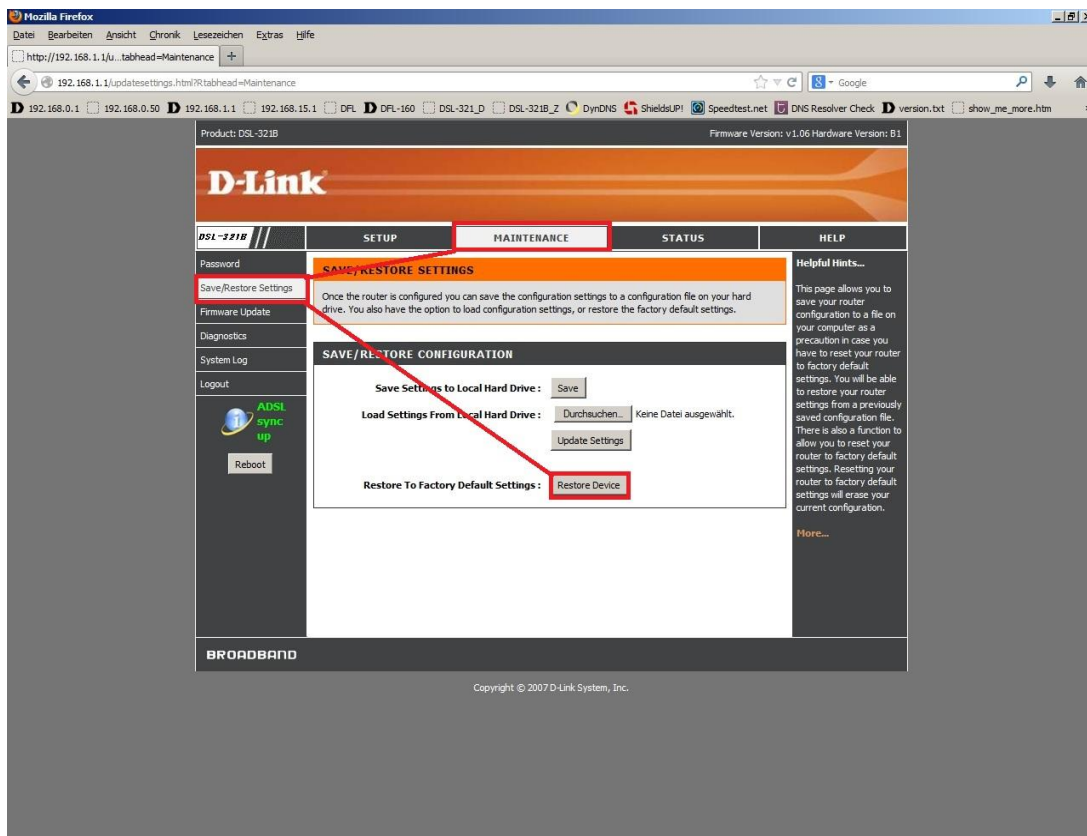 Mozilla Firefox
Datei Bearbeiten Ansicht Chronik Lesezeichen Extras Hilfe
http://192.168.1.1/u...tabhead=Maintenance +
192.168.1.1/updatesettings.html?Rtabhead=Maintenance
Google
192.168.0.1 192.168.0.50 192.168.1.1 192.168.15.1 DFL DFL-160 DSL-321_D DSL-321B_Z DynDNS ShieldsUP! Speedtest.net DNS Resolver Check version.txt show_me_more.htm
Product: DSL-321B
Firmware Version: v1.06 Hardware Version: B1
D-Link
DSL-321B
SETUP
MAINTENANCE
STATUS
HELP
Password
Save/Restore Settings
Firmware Update
Diagnostics
System Log
Logout
ADSL
sync
up
Reboot
SAVE/RESTORE SETTINGS
Once the router is configured you can save the configuration settings to a configuration file on your hard
drive. You also have the option to load configuration settings, or restore the factory default settings.
SAVE/RESTORE CONFIGURATION
Save Settings to Local Hard Drive : Save
Load Settings From Local Hard Drive : Durchsuchen... Keine Datei ausgewählt.
Update Settings
Restore To Factory Default Settings : Restore Device
Helpful Hints...
This page allows you to
save your router
configuration to a file on
your computer as a
precaution in case you
have to reset your router
to factory default
settings. You will be able
to restore your router
settings from a previously
saved configuration file.
There is also a function to
allow you to reset your
router to factory default
settings. Resetting your
router to factory default
settings will erase your
current configuration.
More...
BROADBAND
Copyright © 2007 D-Link System, Inc.